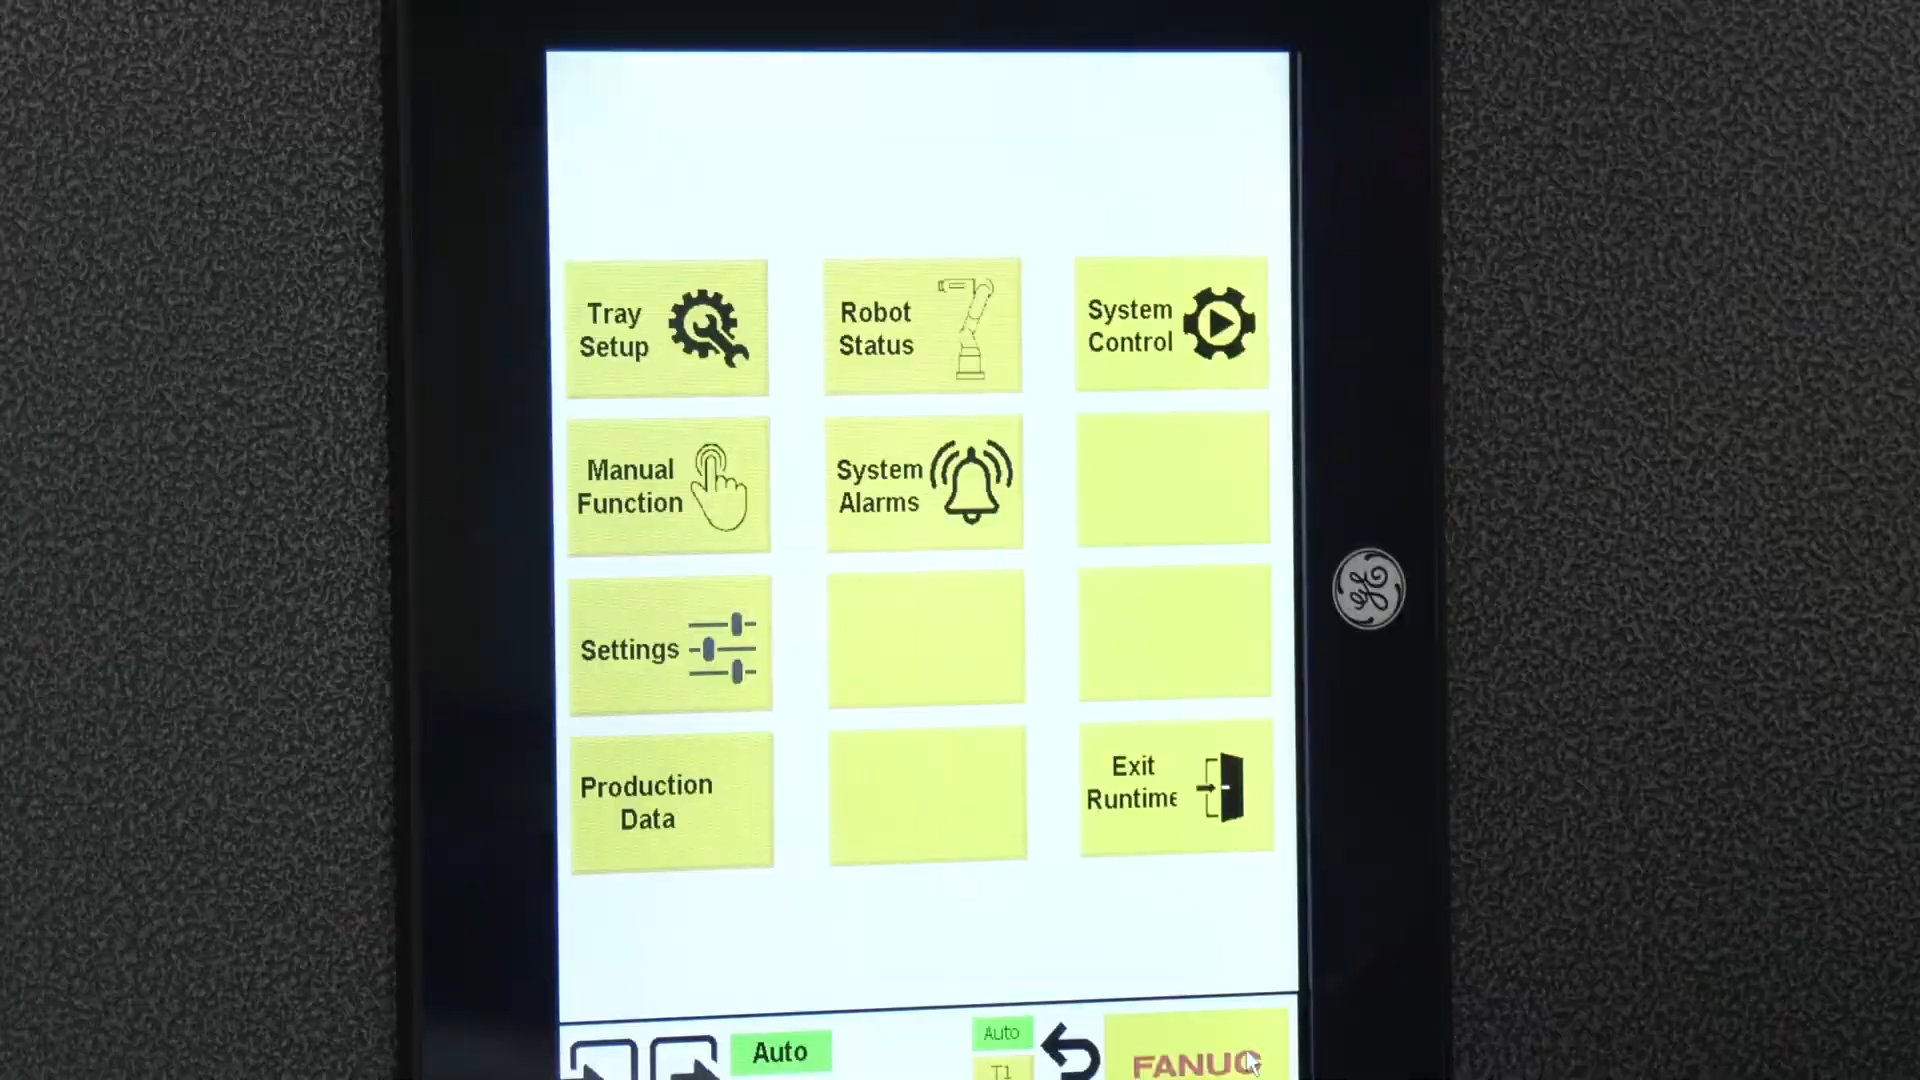 Tray
Setup
Robot
Status
System
Control
Manual
Function
System
Alarms
Settings
Production
Data
Exit
Runtime
Auto
Auto
T1
FANUC
GE